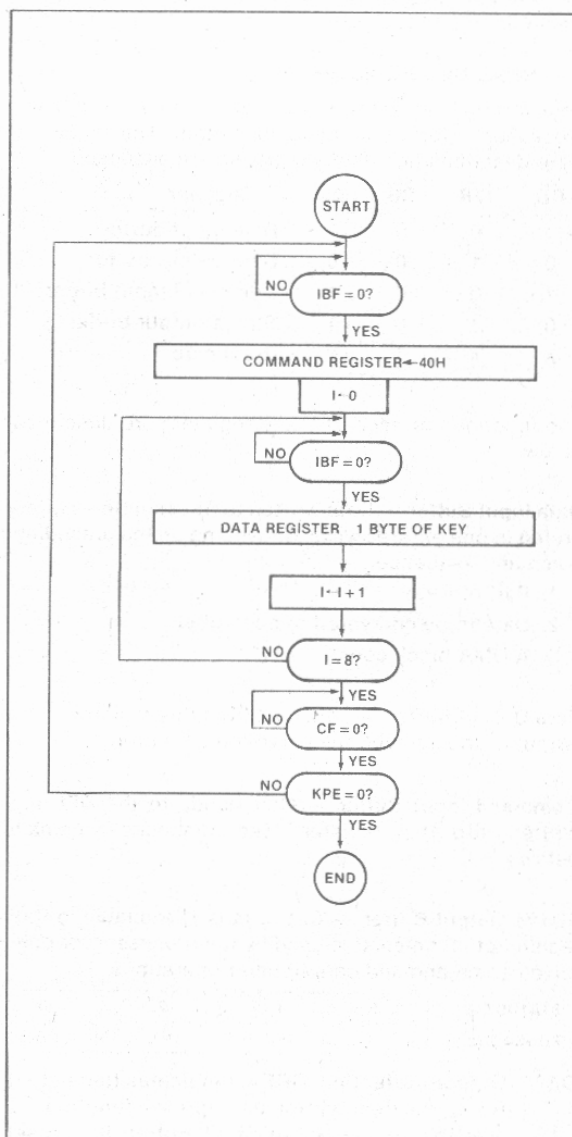 START
NO
IBF = 0?
YES
COMMAND REGISTER←40H
I←0
NO
IBF = 0?
YES
DATA REGISTER 1 BYTE OF KEY
I←I + 1
NO
I = 8?
YES
NO
CF = 0?
YES
NO
KPE = 0?
YES
END